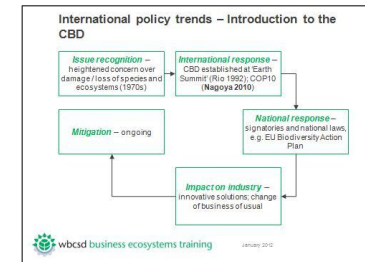 International policy trends – Introduction to the
CBD
Issue recognition –
heightened concern over
damage / loss of species and
ecosystems (1970s)
International response –
CBD established at 'Earth
Summit' (Rio 1992); COP10
(Nagoya 2010)
National response –
signatories and national laws,
e.g. EU Biodiversity Action
Plan
Impact on industry –
innovative solutions; change
of business of usual
Mitigation – ongoing
wbcsd business ecosystems training
January 2012